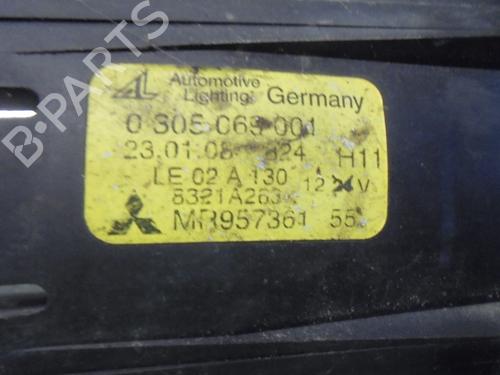 B-PARTS
AL Automotive Lighting Germany
0 305 063 001
23.01.08 824 H11
LE 02 A 130 12 V
8321A263
MR957361 55